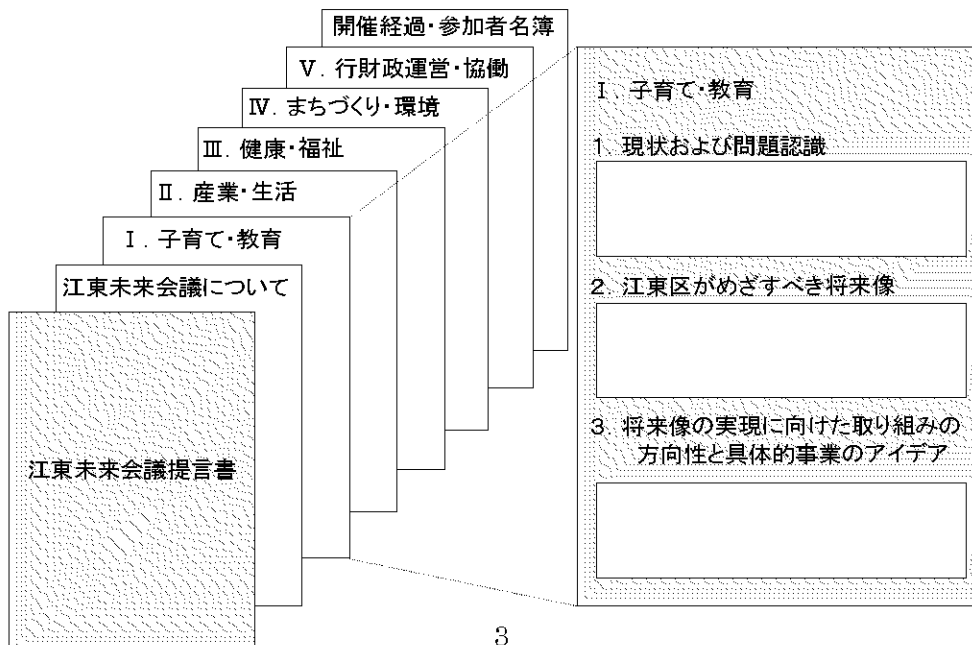 開催経過・参加者名簿
Ⅴ．行財政運営・協働
Ⅳ．まちづくり・環境
Ⅲ．健康・福祉
Ⅱ．産業・生活
Ⅰ．子育て・教育
江東未来会議について
江東未来会議提言書
Ⅰ．子育て・教育
1．現状および問題認識
2．江東区がめざすべき将来像
3．将来像の実現に向けた取り組みの
方向性と具体的事業のアイデア
3